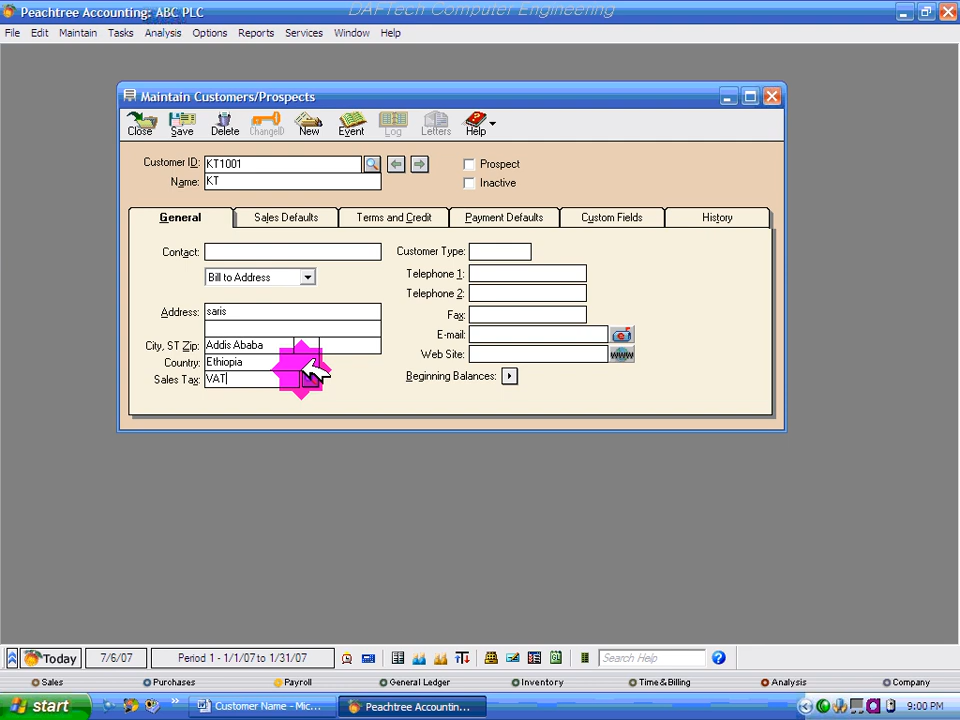 Peachtree Accounting: ABC PLC
DAFTech Computer Engineering
File Edit Maintain Tasks Analysis Options Reports Services Window Help
Maintain Customers/Prospects
Close Save Delete ChangeID New Event Log Letters Help
Customer ID: KT1001 Prospect
Name: KT Inactive
General Sales Defaults Terms and Credit Payment Defaults Custom Fields History
Contact: Customer Type:
Bill to Address Telephone 1:
Telephone 2:
Address: saris Fax:
E-mail:
City, ST Zip: Addis Ababa Web Site: WWW
Country: Ethiopia
Sales Tax: VAT Beginning Balances:
Today 7/6/07 Period 1 - 1/1/07 to 1/31/07 Search Help
Sales Purchases Payroll General Ledger Inventory Time & Billing Analysis Company
start Customer Name - Mic... Peachtree Accountin... 9:00 PM